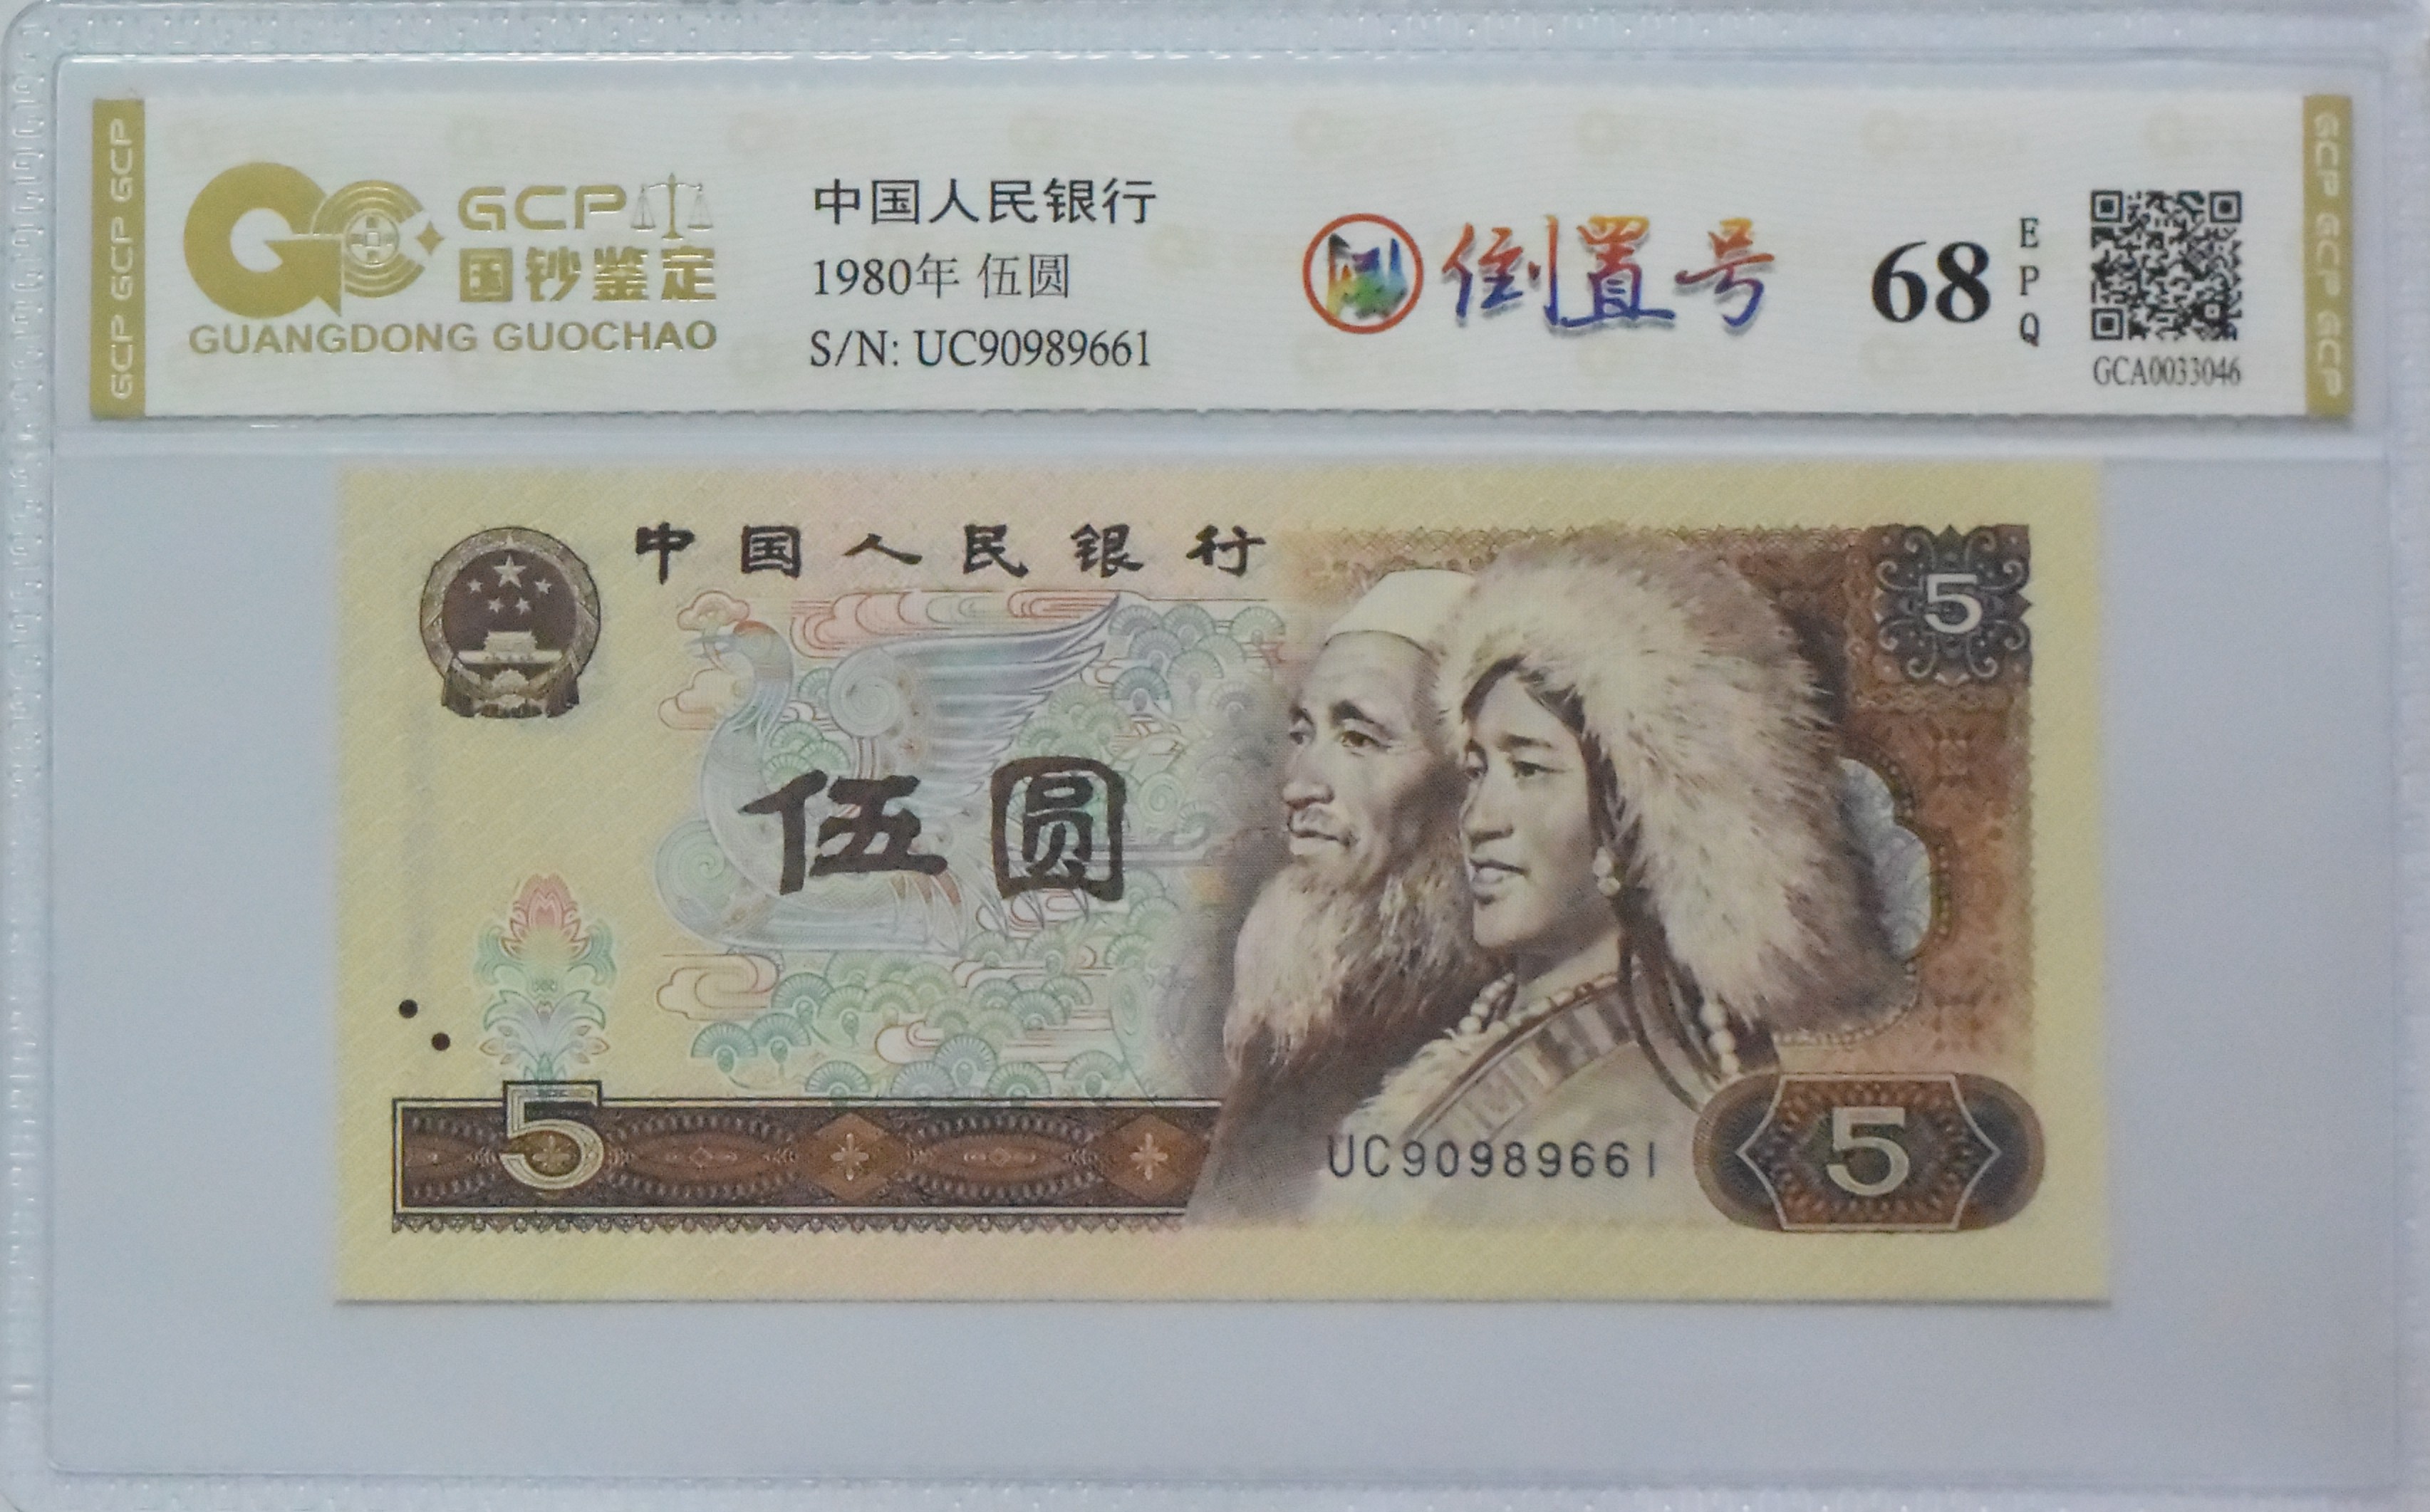 GCP GCP GCP
GCP
国钞鉴定
GUANGDONG GUOCHAO
中国人民银行
1980年 伍圆
S/N: UC90989661
倒置号
68
EPQ
GCA0033046
GCP GCP GCP
中国人民银行
5
伍圆
5
UC90989661
5